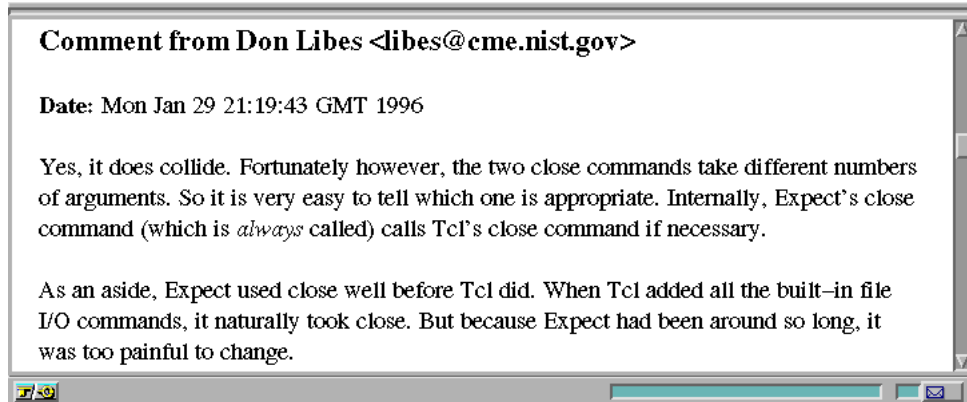 Comment from Don Libes <libes@cme.nist.gov>
Date: Mon Jan 29 21:19:43 GMT 1996
Yes, it does collide. Fortunately however, the two close commands take different numbers
of arguments. So it is very easy to tell which one is appropriate. Internally, Expect's close
command (which is always called) calls Tcl's close command if necessary.
As an aside, Expect used close well before Tcl did. When Tcl added all the built–in file
I/O commands, it naturally took close. But because Expect had been around so long, it
was too painful to change.